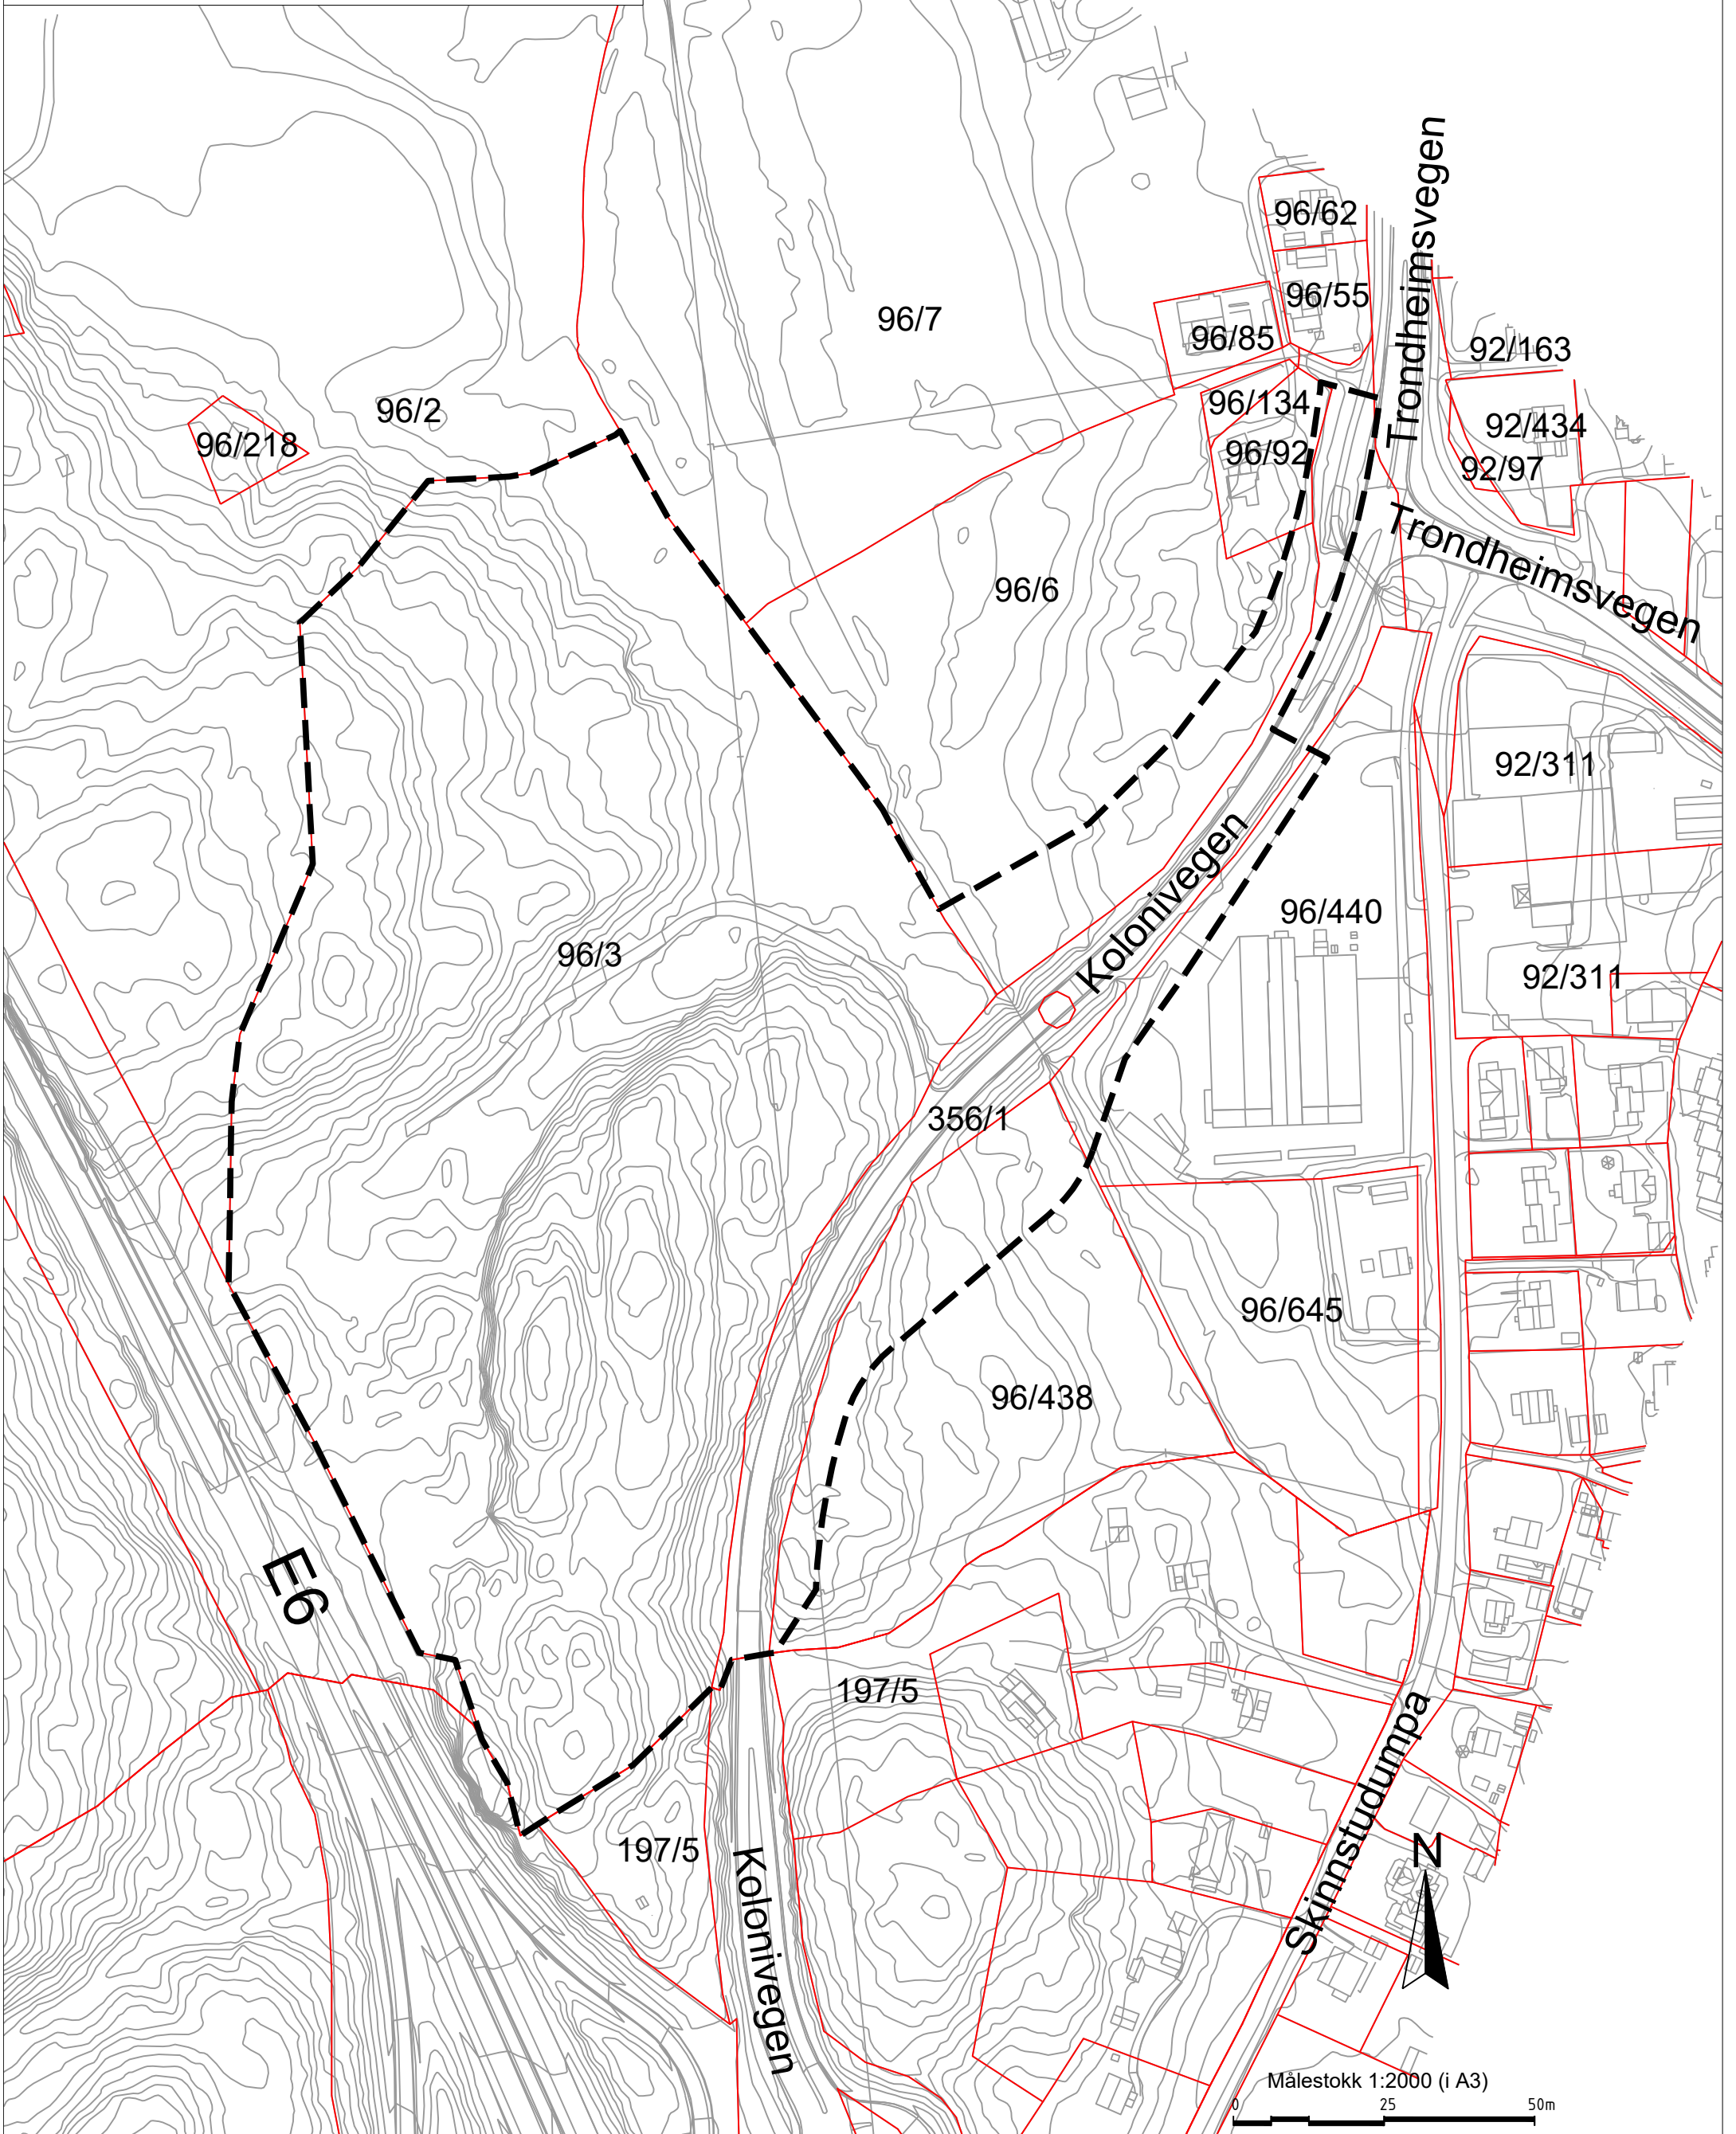 Trondheimsvegen
96/62
96/55
96/7
96/85
92/163
96/134
96/2
92/434
96/218
96/92
92/97
Trondheimsvegen
96/6
92/311
Kolonivegen
96/440
96/3
92/311
356/1
96/645
96/438
E6
197/5
Skinnstudumpa
197/5
N
Kolonivegen
Målestokk 1:2000 (i A3)
0 25 50m